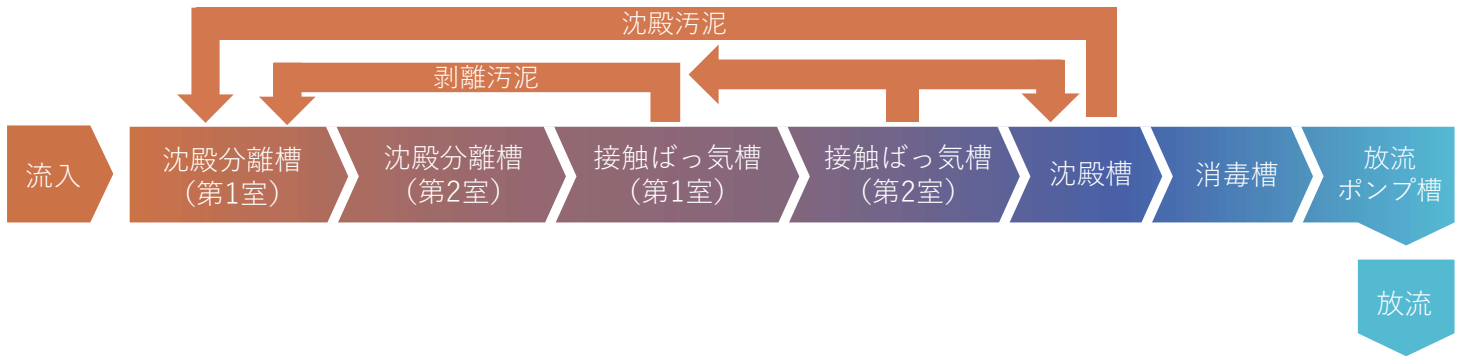 沈殿汚泥
剥離汚泥
流入
沈殿分離槽
（第1室）
沈殿分離槽
（第2室）
接触ばっ気槽
（第1室）
接触ばっ気槽
（第2室）
沈殿槽
消毒槽
放流
ポンプ槽
放流